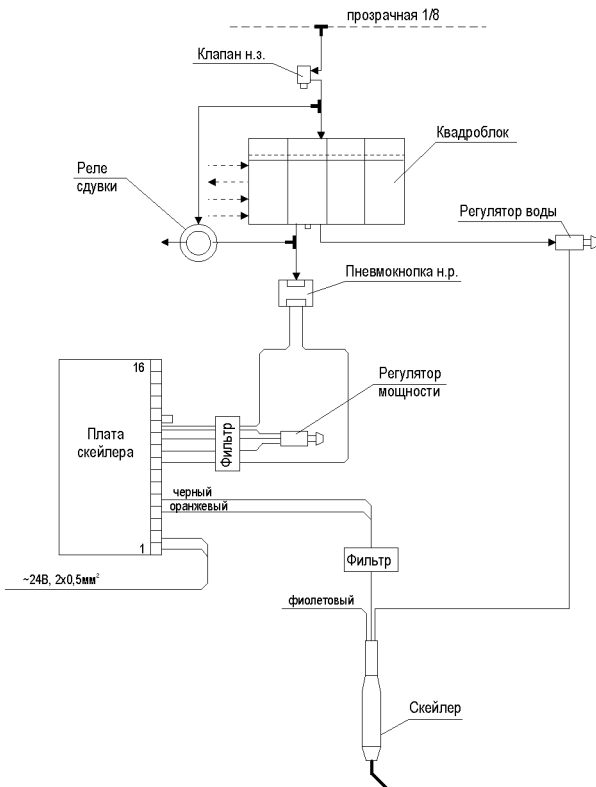 прозрачная 1/8
Клапан н.з.
Квадроблок
Реле
сдувки
Регулятор воды
Пневмокнопка н.р.
16
Регулятор
мощности
Плата
скейлера
Фильтр
черный
оранжевый
1
Фильтр
~24В, 2х0,5мм²
фиолетовый
Скейлер